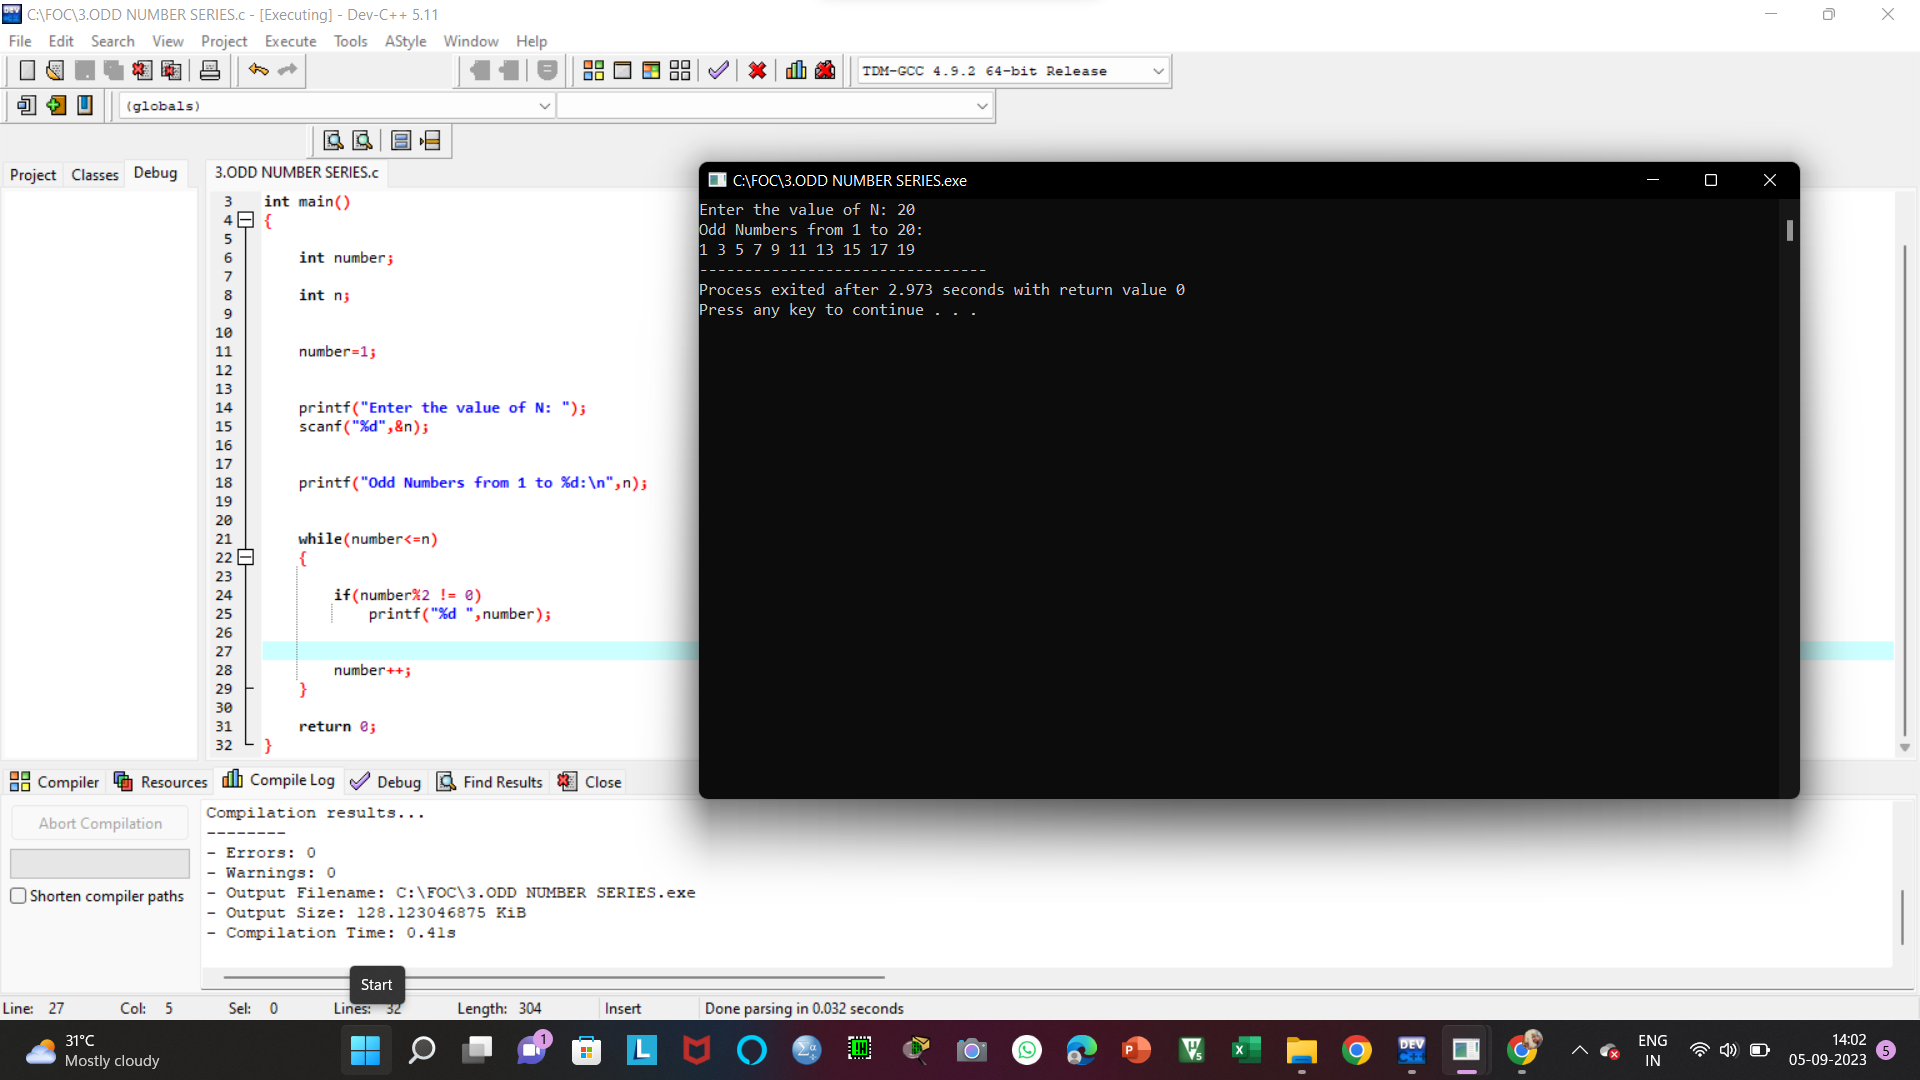 C:\FOC\3.ODD NUMBER SERIES.c - [Executing] - Dev-C++ 5.11
File Edit Search View Project Execute Tools AStyle Window Help
TDM-GCC 4.9.2 64-bit Release
(globals)
Project Classes Debug
3.ODD NUMBER SERIES.c
3 int main()
4 {
5
6 int number;
7
8 int n;
9
10
11 number=1;
12
13
14 printf("Enter the value of N: ");
15 scanf("%d",&n);
16
17
18 printf("Odd Numbers from 1 to %d:\n",n);
19
20
21 while(number<=n)
22 {
23
24 if(number%2 != 0)
25 printf("%d ",number);
26
27
28 number++;
29 }
30
31 return 0;
32 }
C:\FOC\3.ODD NUMBER SERIES.exe
Enter the value of N: 20
Odd Numbers from 1 to 20:
1 3 5 7 9 11 13 15 17 19
--------------------------------
Process exited after 2.973 seconds with return value 0
Press any key to continue . . .
Compiler Resources Compile Log Debug Find Results Close
Abort Compilation
Shorten compiler paths
Compilation results...
--------
- Errors: 0
- Warnings: 0
- Output Filename: C:\FOC\3.ODD NUMBER SERIES.exe
- Output Size: 128.123046875 KiB
- Compilation Time: 0.41s
Start
Line: 27 Col: 5 Sel: 0 Lines: 32 Length: 304 Insert Done parsing in 0.032 seconds
31°C
Mostly cloudy
1
ENG
IN
14:02
05-09-2023
5